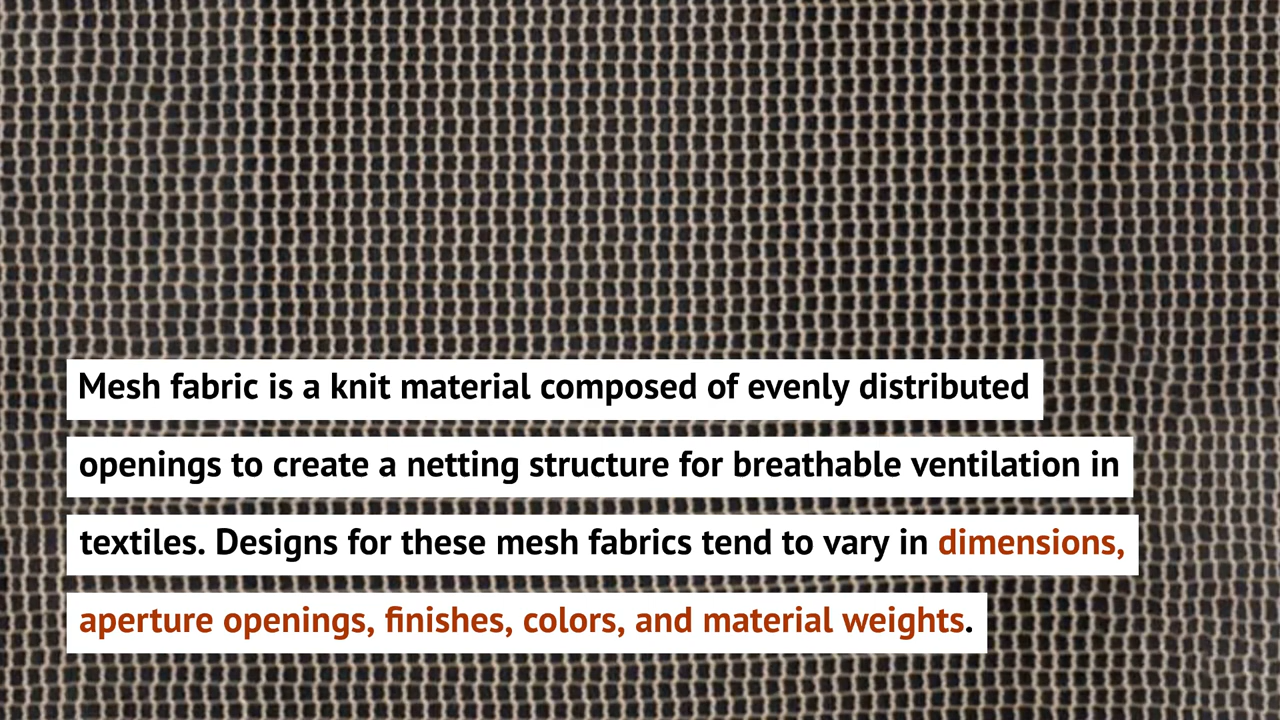 Mesh fabric is a knit material composed of evenly distributed
openings to create a netting structure for breathable ventilation in
textiles. Designs for these mesh fabrics tend to vary in dimensions,
aperture openings, finishes, colors, and material weights.